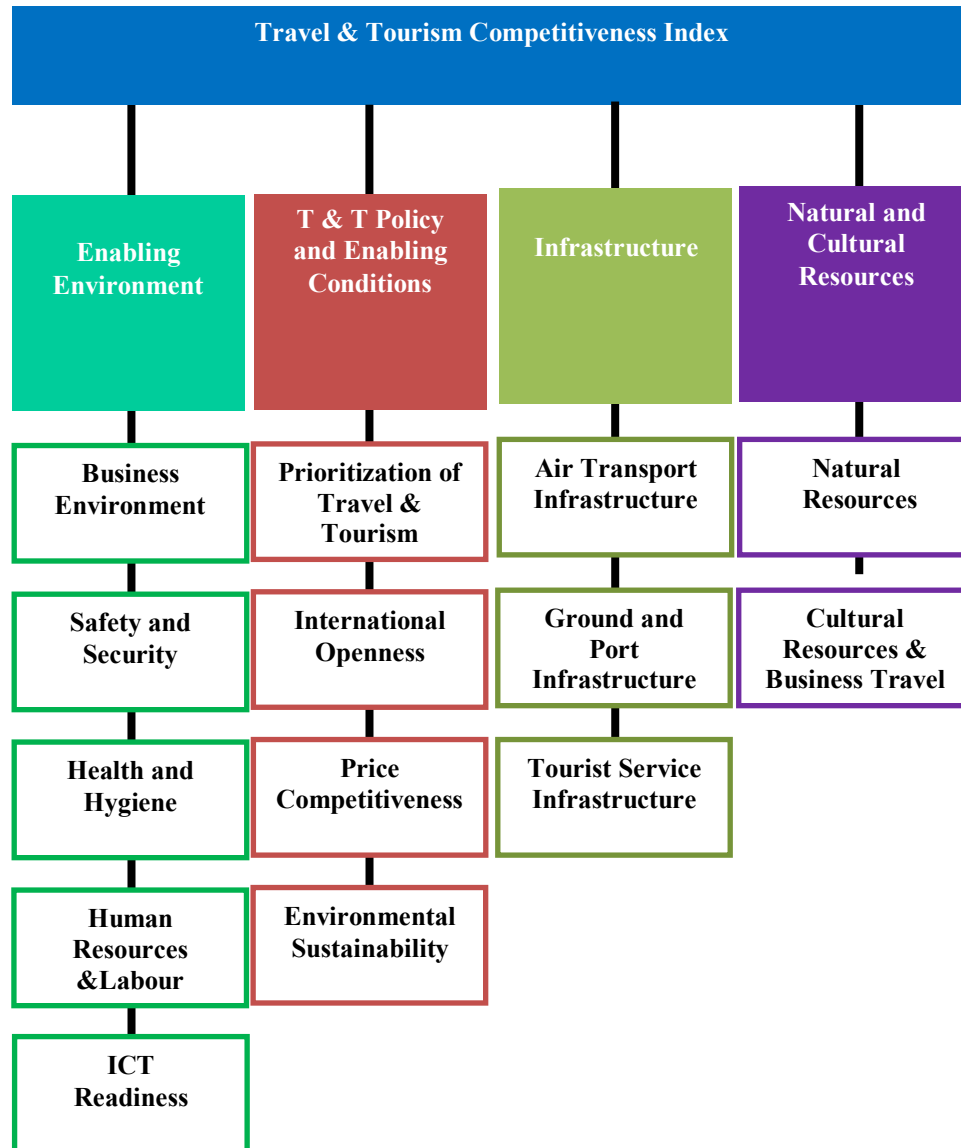 Travel & Tourism Competitiveness Index
Enabling
Environment
T & T Policy
and Enabling
Conditions
Infrastructure
Natural and
Cultural
Resources
Business
Environment
Prioritization of
Travel &
Tourism
Air Transport
Infrastructure
Natural
Resources
Safety and
Security
International
Openness
Ground and
Port
Infrastructure
Cultural
Resources &
Business Travel
Health and
Hygiene
Price
Competitiveness
Tourist Service
Infrastructure
Human
Resources
&Labour
Environmental
Sustainability
ICT
Readiness